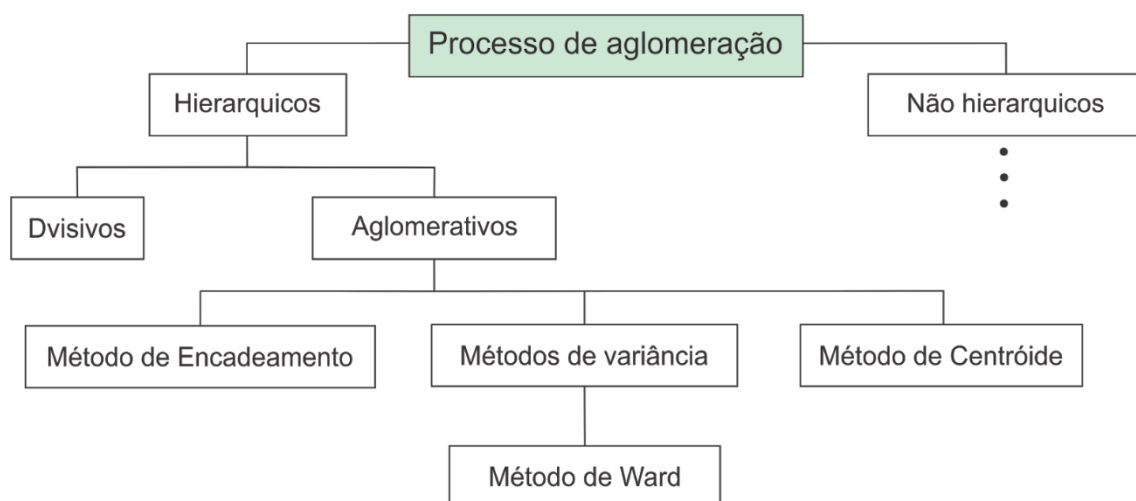 Processo de aglomeração
Hierarquicos
Não hierarquicos
Dvisivos
Aglomerativos
Método de Encadeamento
Métodos de variância
Método de Centróide
Método de Ward